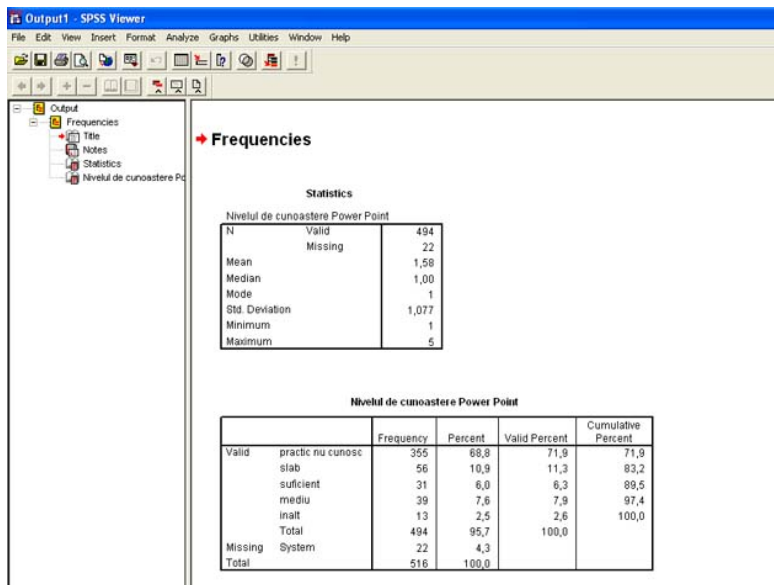 Output1 - SPSS Viewer
File Edit View Insert Format Analyze Graphs Utilities Window Help
Output
Frequencies
Title
Notes
Statistics
Nivelul de cunoastere Po
Frequencies
Statistics
Nivelul de cunoastere Power Point
N Valid 494
Missing 22
Mean 1,58
Median 1,00
Mode 1
Std. Deviation 1,077
Minimum 1
Maximum 5
Nivelul de cunoastere Power Point
Frequency Percent Valid Percent Cumulative Percent
Valid practic nu cunosc 355 68,8 71,9 71,9
slab 56 10,9 11,3 83,2
suficient 31 6,0 6,3 89,5
mediu 39 7,6 7,9 97,4
inalt 13 2,5 2,6 100,0
Total 494 95,7 100,0
Missing System 22 4,3
Total 516 100,0